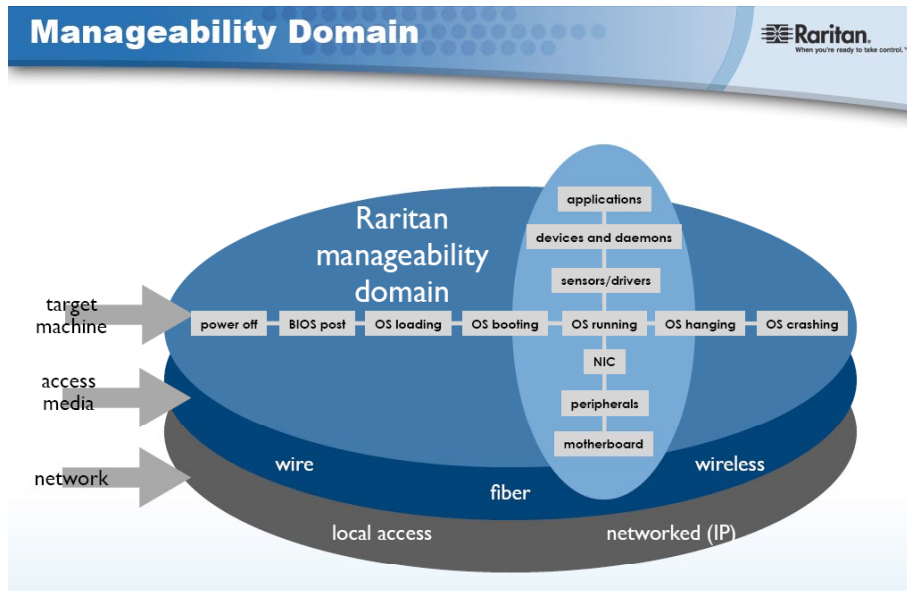 Manageability Domain
Raritan.
When you're ready to take control.
applications
Raritan
manageability
domain
devices and daemons
sensors/drivers
target
machine
power off
BIOS post
OS loading
OS booting
OS running
OS hanging
OS crashing
NIC
access
media
peripherals
motherboard
wire
wireless
network
fiber
local access
networked (IP)